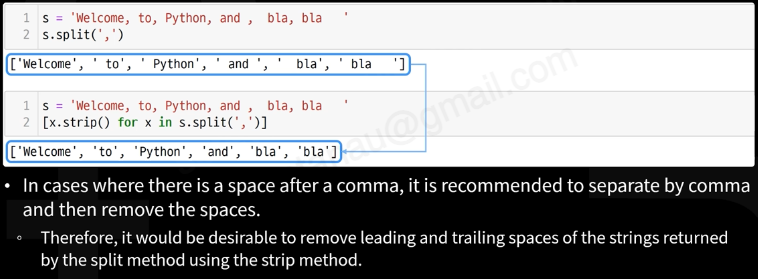 1 s = 'Welcome, to, Python, and ,  bla, bla   '
2 s.split(',')
['Welcome', ' to', ' Python', ' and ', '  bla', ' bla   ']
1 s = 'Welcome, to, Python, and ,  bla, bla   '
2 [x.strip() for x in s.split(',')]
['Welcome', 'to', 'Python', 'and', 'bla', 'bla']
• In cases where there is a space after a comma, it is recommended to separate by comma
and then remove the spaces.
◦ Therefore, it would be desirable to remove leading and trailing spaces of the strings returned
by the split method using the strip method.